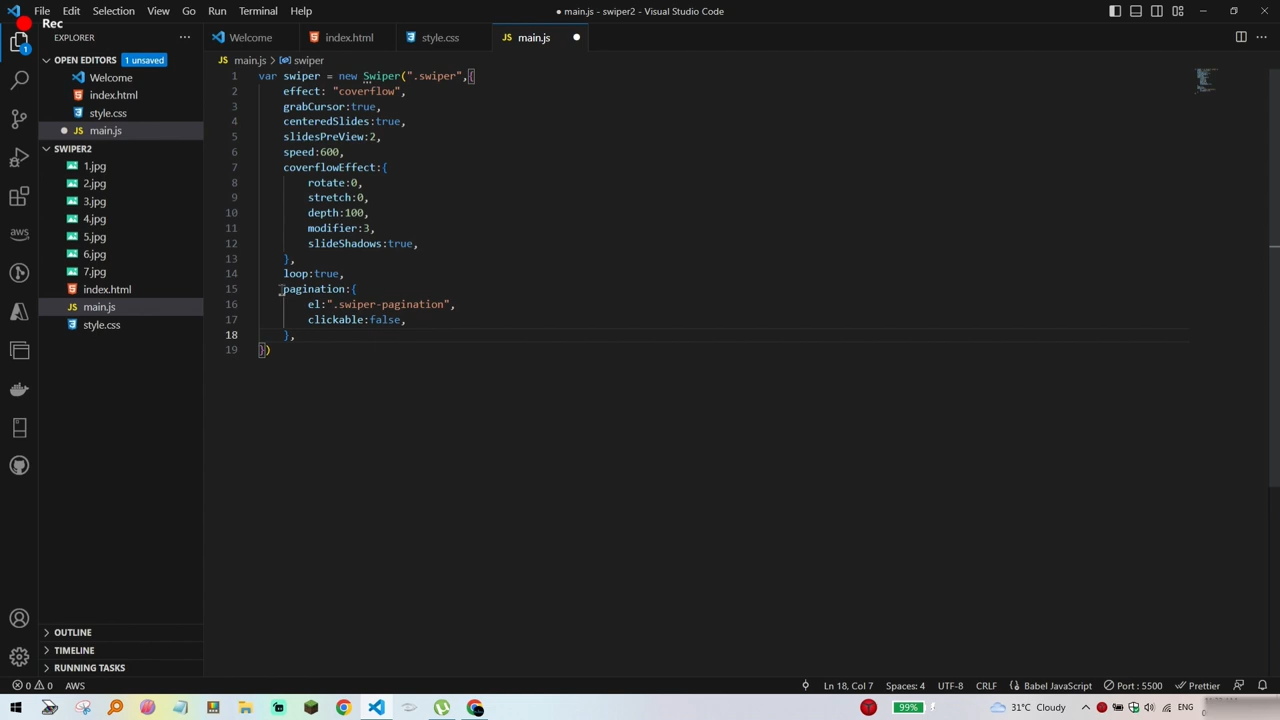 File Edit Selection View Go Run Terminal Help
● main.js - swiper2 - Visual Studio Code
Rec
EXPLORER
Welcome
index.html
style.css
main.js
OPEN EDITORS 1 unsaved
Welcome
index.html
style.css
JS main.js
SWIPER2
1.jpg
2.jpg
3.jpg
4.jpg
5.jpg
6.jpg
7.jpg
index.html
JS main.js
style.css
aws
1
JS main.js > swiper
1 var swiper = new Swiper(".swiper",{
2 effect: "coverflow",
3 grabCursor:true,
4 centeredSlides:true,
5 slidesPreView:2,
6 speed:600,
7 coverflowEffect:{
8 rotate:0,
9 stretch:0,
10 depth:100,
11 modifier:3,
12 slideShadows:true,
13 },
14 loop:true,
15 pagination:{
16 el:".swiper-pagination",
17 clickable:false,
18 },
19 })
OUTLINE
TIMELINE
RUNNING TASKS
0 0 AWS
Ln 18, Col 7 Spaces: 4 UTF-8 CRLF Babel JavaScript Port : 5500 Prettier
99% 31°C Cloudy ENG